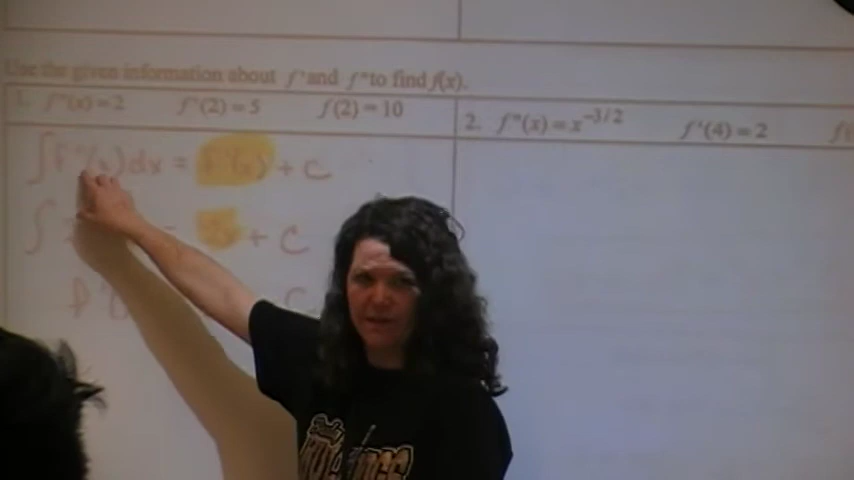 Use the given information about f' and f" to find f(x).
1. f"(x) = 2 f'(2) = 5 f(2) = 10
2. f"(x) = x^{-3/2} f'(4) = 2 f(
∫f"(x)dx = f'(x) + C
∫ = 2x + C
f' C